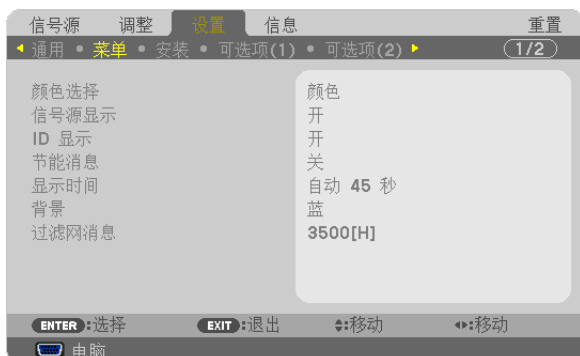 信号源 调整 设置 信息 重置
通用 • 菜单 • 安装 • 可选项(1) • 可选项(2) 1/2
颜色选择 颜色
信号源显示 开
ID 显示 开
节能消息 关
显示时间 自动 45 秒
背景 蓝
过滤网消息 3500[H]
ENTER:选择 EXIT:退出 :移动 :移动
电脑